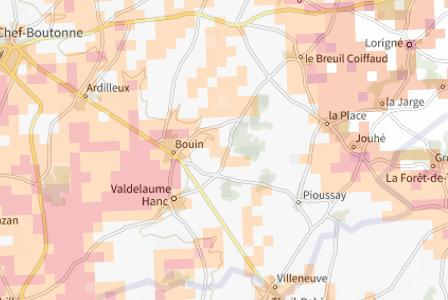 Chef-Boutonne
Lorigné
le Breuil Coiffaud
Ardilleux
la Jarge
la Place
Jouhé
Bouin
La Forêt-de-
Valdelaume
Hanc
Pioussay
Villeneuve